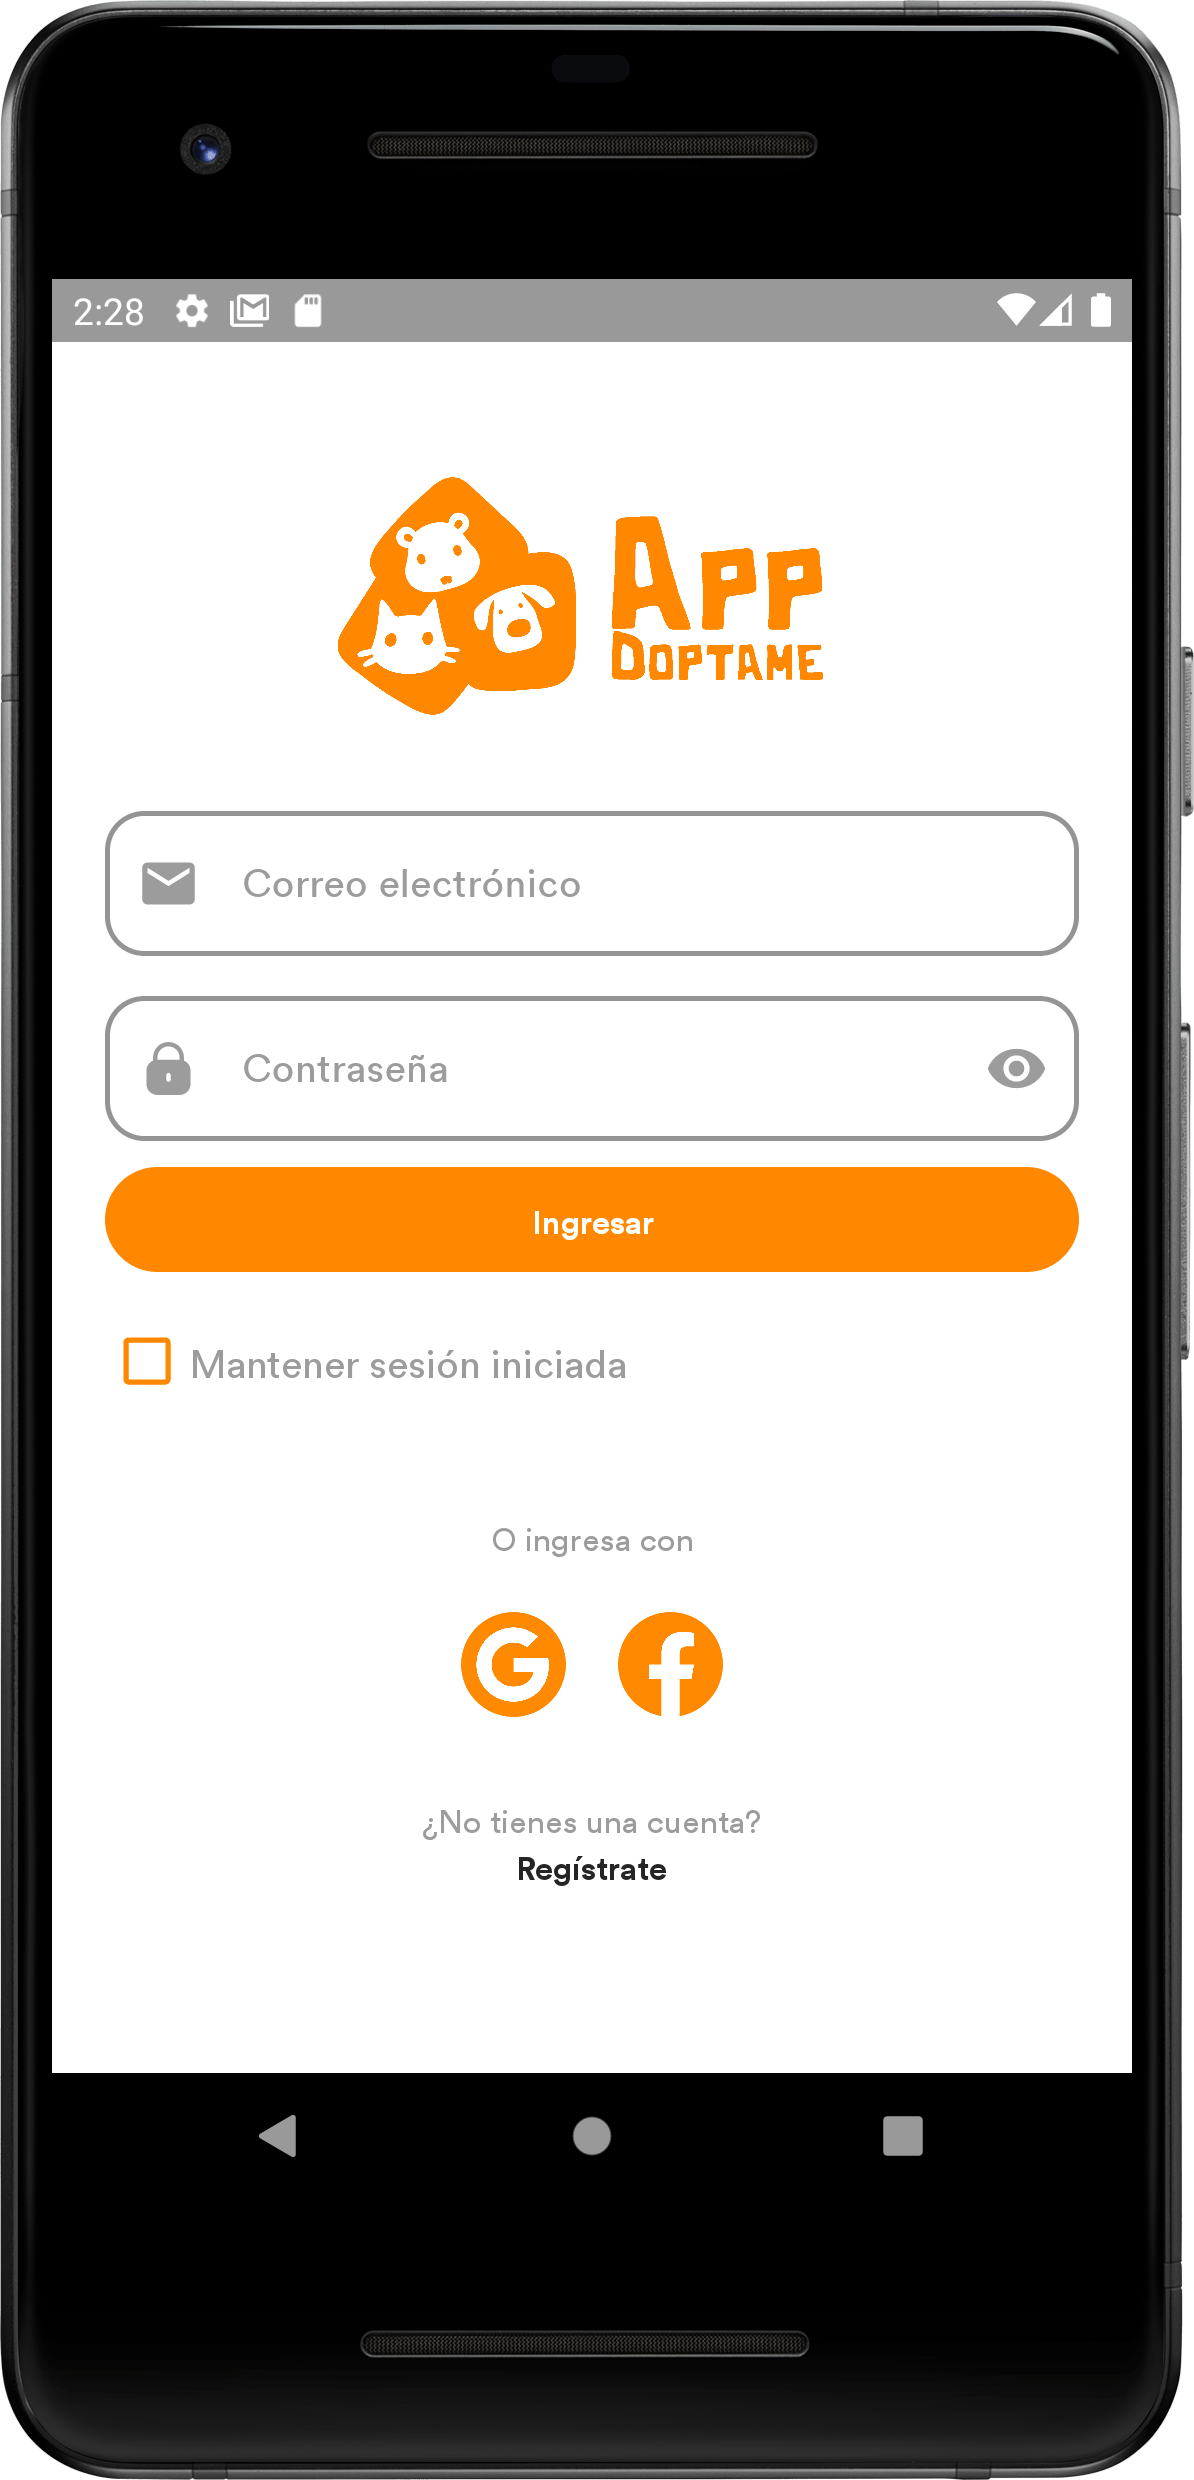 2:28
App
Doptame
Correo electrónico
Contraseña
Ingresar
Mantener sesión iniciada
O ingresa con
G f
¿No tienes una cuenta?
Regístrate